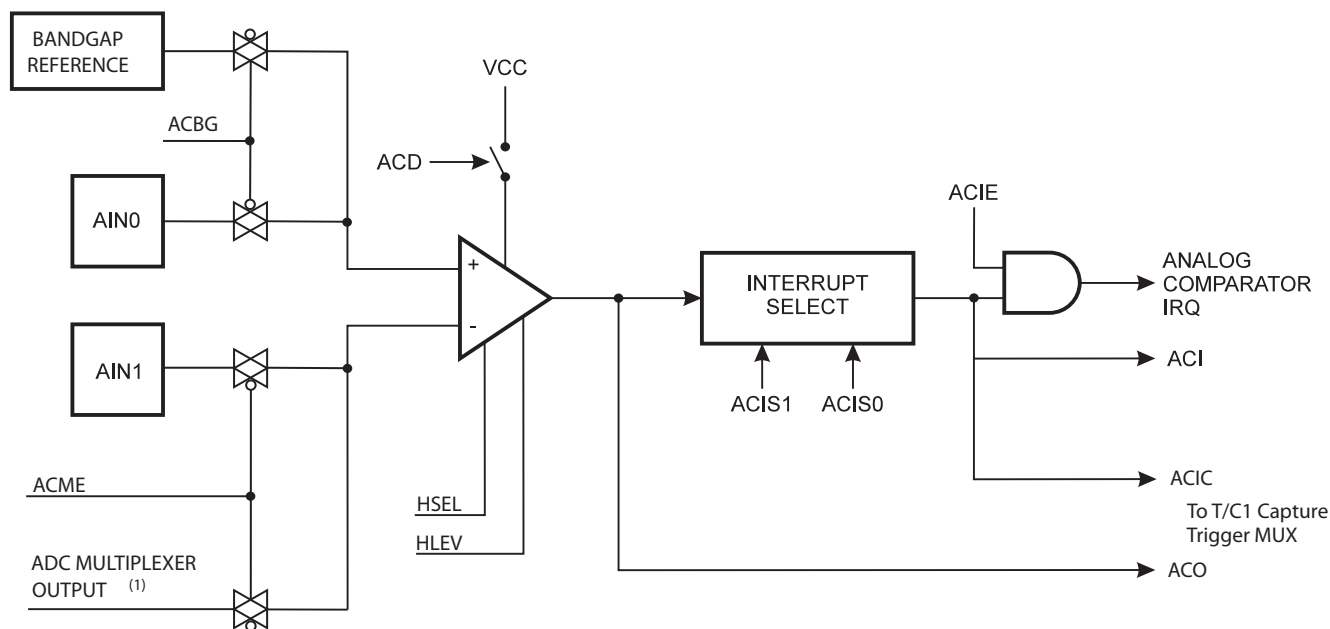 BANDGAP
REFERENCE
VCC
ACBG
ACD
ACIE
AIN0
+
INTERRUPT
SELECT
ANALOG
COMPARATOR
IRQ
-
AIN1
ACI
ACIS1
ACIS0
ACME
HSEL
ACIC
To T/C1 Capture
Trigger MUX
HLEV
ADC MULTIPLEXER
OUTPUT (1)
ACO